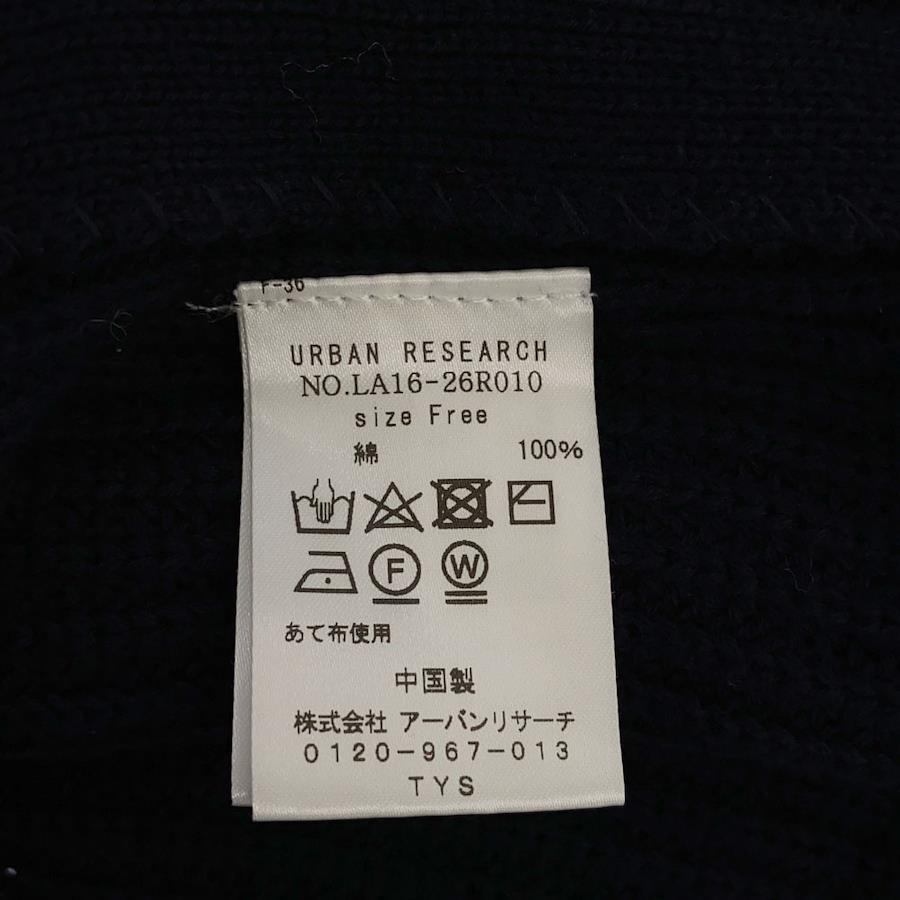 F-36
URBAN RESEARCH
NO.LA16-26R010
size Free
綿 100%
F W
あて布使用
中国製
株式会社 アーバンリサーチ
0120-967-013
TYS